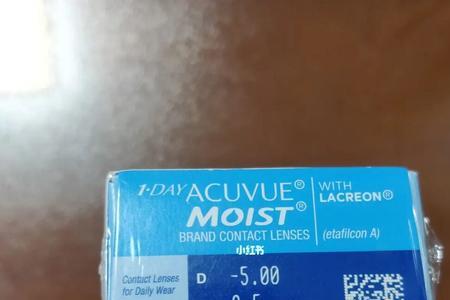 1·DAY ACUVUE® MOIST®
WITH LACREON®
BRAND CONTACT LENSES
(etafilcon A)
小红书
Contact Lenses
for Daily Wear
D -5.00